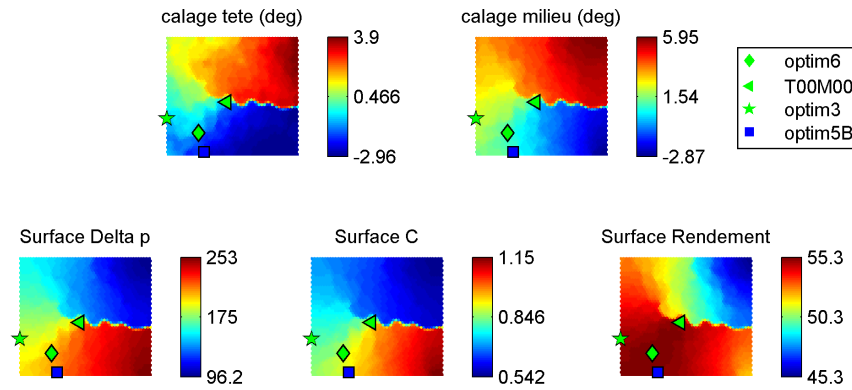 calage tete (deg)
3.9
0.466
-2.96
calage milieu (deg)
5.95
1.54
-2.87
optim6
T00M00
optim3
optim5B
Surface Delta p
253
175
96.2
Surface C
1.15
0.846
0.542
Surface Rendement
55.3
50.3
45.3